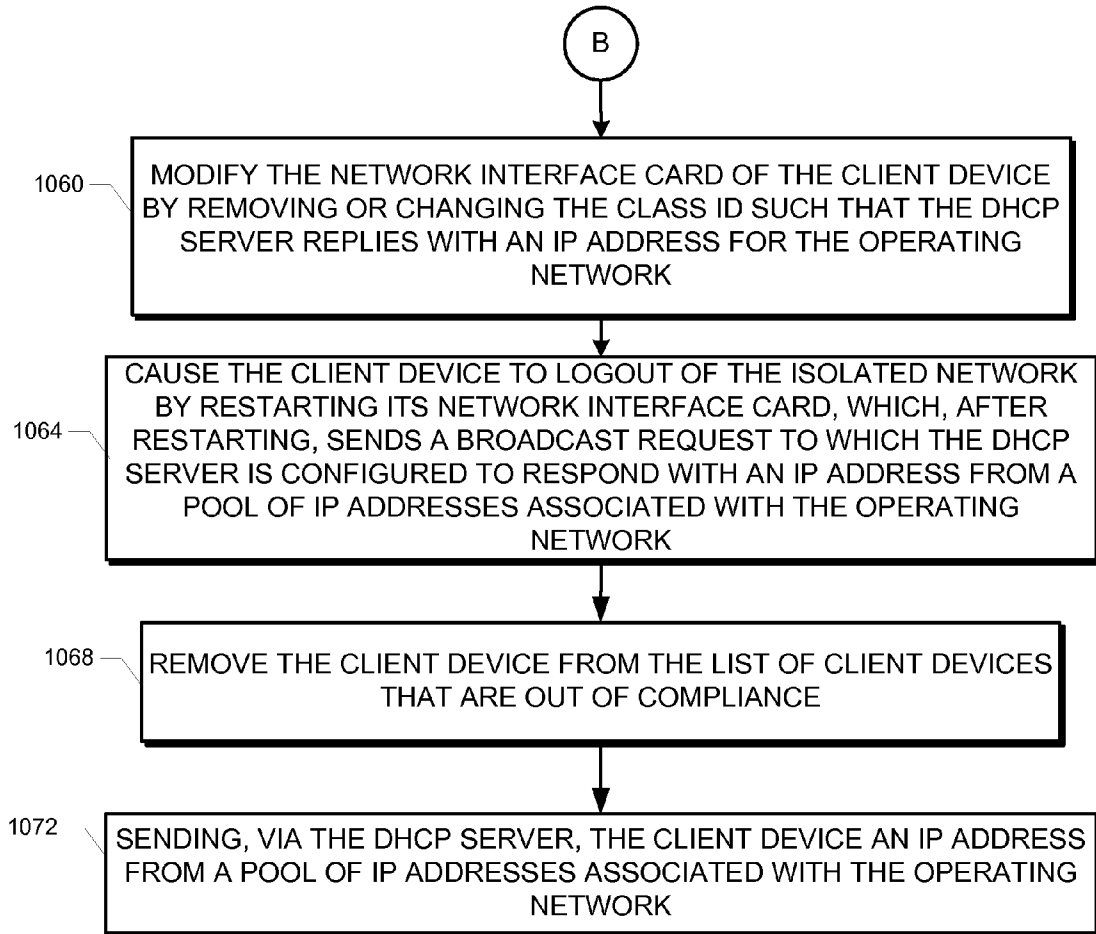 B
1060
MODIFY THE NETWORK INTERFACE CARD OF THE CLIENT DEVICE
BY REMOVING OR CHANGING THE CLASS ID SUCH THAT THE DHCP
SERVER REPLIES WITH AN IP ADDRESS FOR THE OPERATING
NETWORK
1064
CAUSE THE CLIENT DEVICE TO LOGOUT OF THE ISOLATED NETWORK
BY RESTARTING ITS NETWORK INTERFACE CARD, WHICH, AFTER
RESTARTING, SENDS A BROADCAST REQUEST TO WHICH THE DHCP
SERVER IS CONFIGURED TO RESPOND WITH AN IP ADDRESS FROM A
POOL OF IP ADDRESSES ASSOCIATED WITH THE OPERATING
NETWORK
1068
REMOVE THE CLIENT DEVICE FROM THE LIST OF CLIENT DEVICES
THAT ARE OUT OF COMPLIANCE
1072
SENDING, VIA THE DHCP SERVER, THE CLIENT DEVICE AN IP ADDRESS
FROM A POOL OF IP ADDRESSES ASSOCIATED WITH THE OPERATING
NETWORK